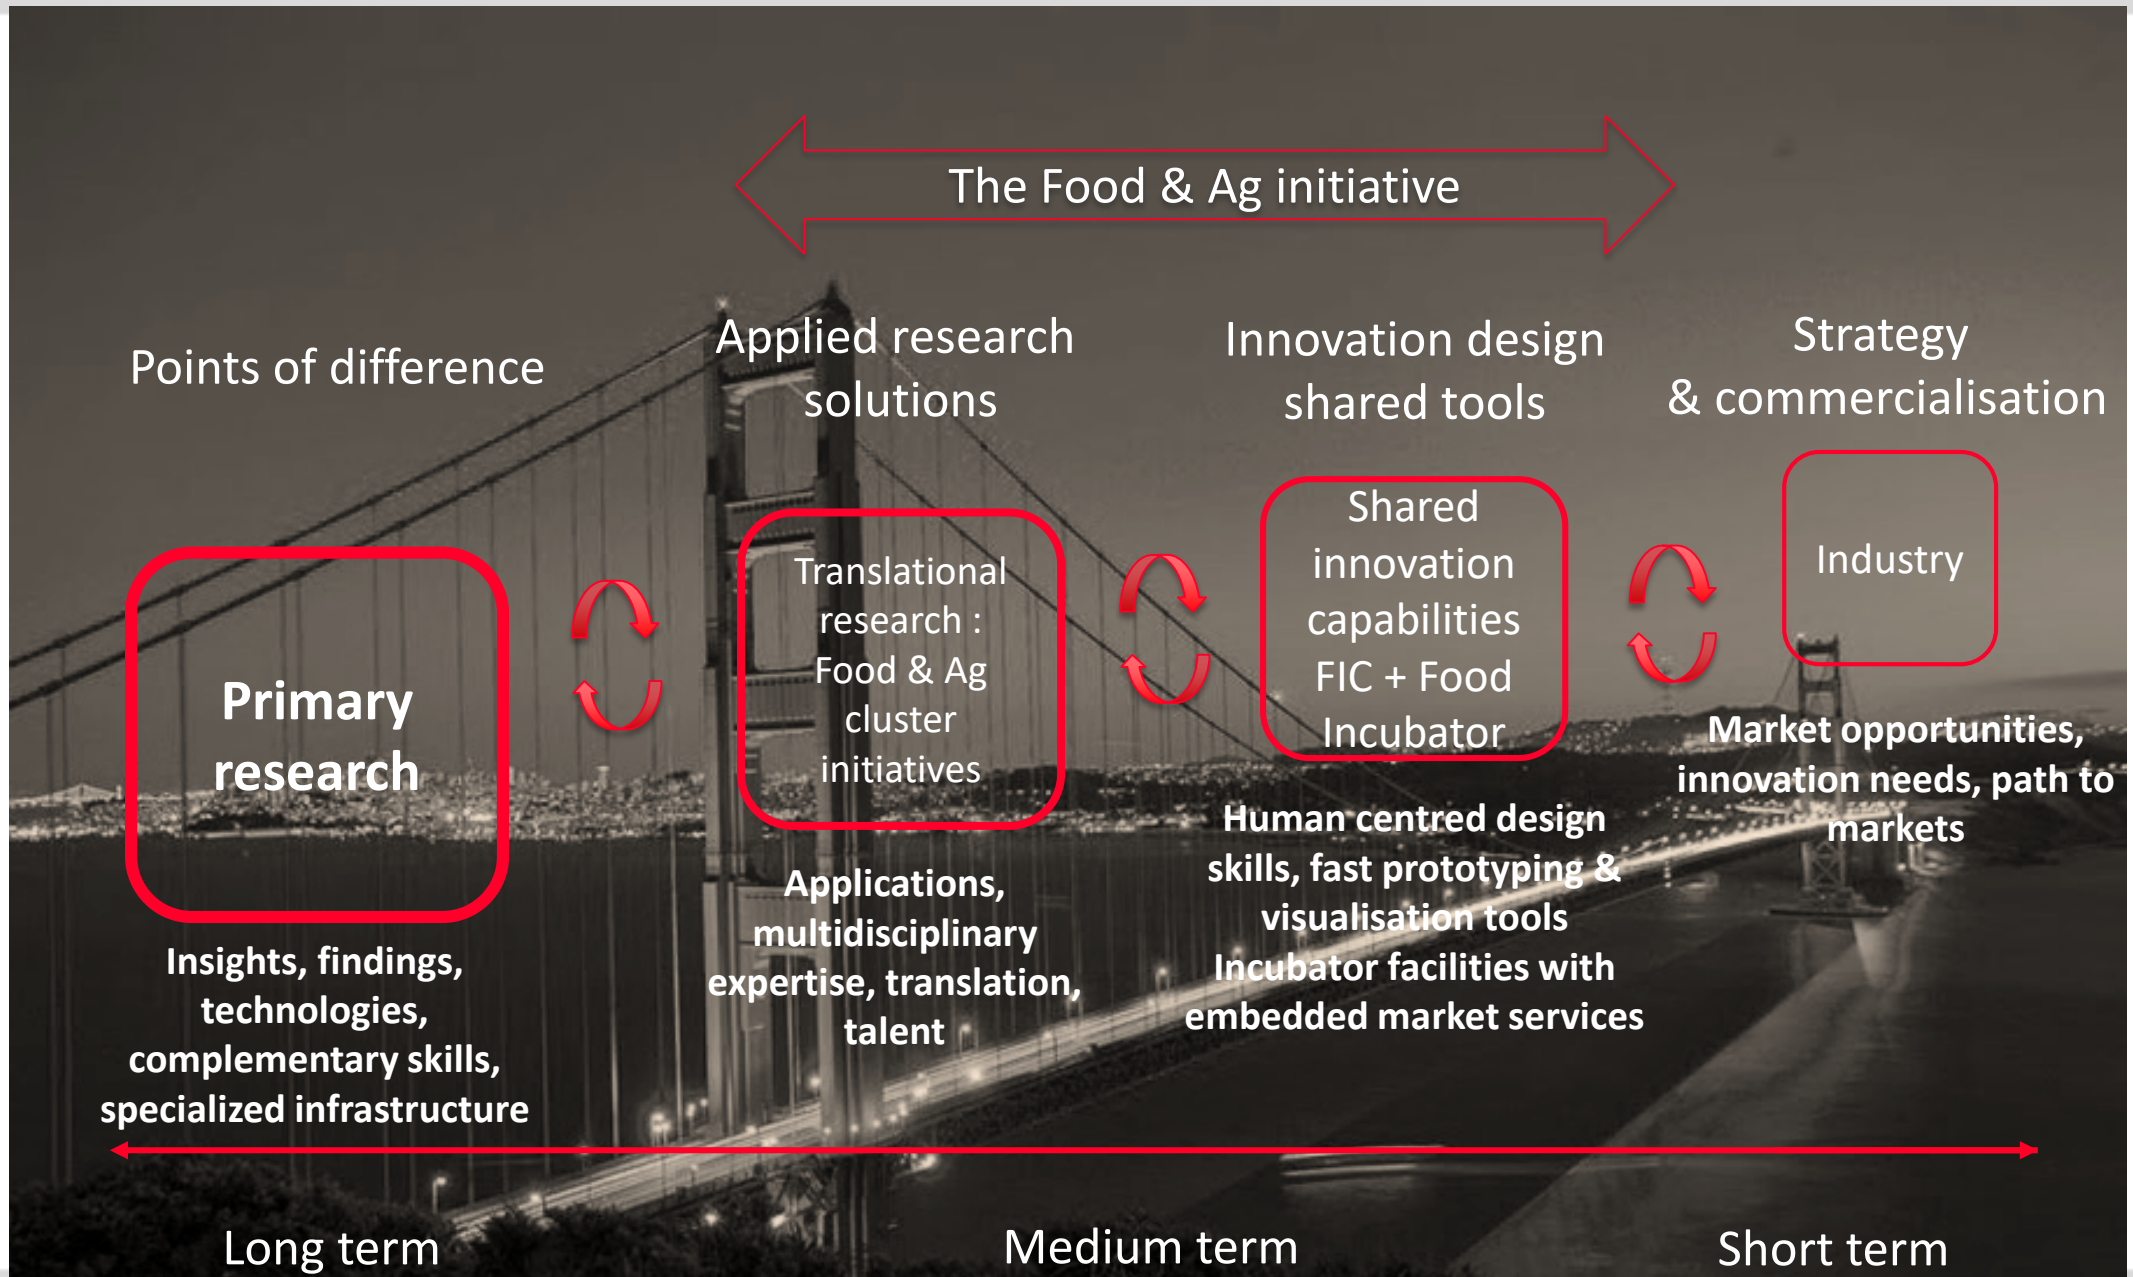 The Food & Ag initiative
Points of difference
Applied research
solutions
Innovation design
shared tools
Strategy
& commercialisation
Primary
research
Translational
research :
Food & Ag
cluster
initiatives
Shared
innovation
capabilities
FIC + Food
Incubator
Industry
Insights, findings,
technologies,
complementary skills,
specialized infrastructure
Applications,
multidisciplinary
expertise, translation,
talent
Human centred design
skills, fast prototyping &
visualisation tools
Incubator facilities with
embedded market services
Market opportunities,
innovation needs, path to
markets
Long term
Medium term
Short term